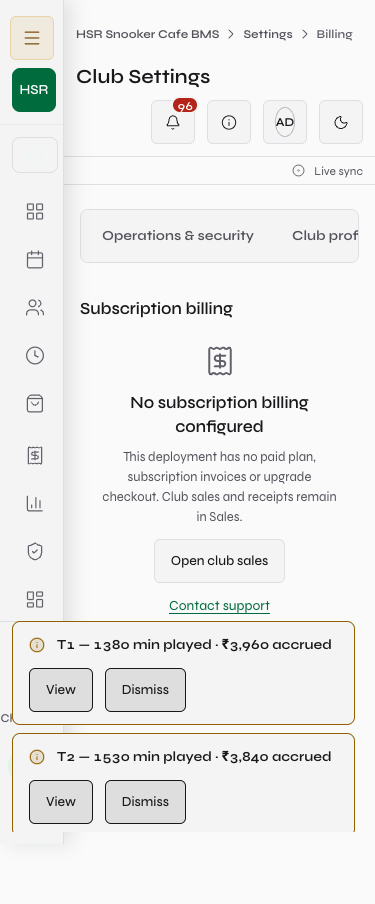 HSR Snooker Cafe BMS > Settings > Billing
HSR
Club Settings
96
AD
Live sync
Operations & security
Club prof
Subscription billing
No subscription billing
configured
This deployment has no paid plan,
subscription invoices or upgrade
checkout. Club sales and receipts remain
in Sales.
Open club sales
Contact support
T1 — 1380 min played · ₹3,960 accrued
View
Dismiss
T2 — 1530 min played · ₹3,840 accrued
View
Dismiss